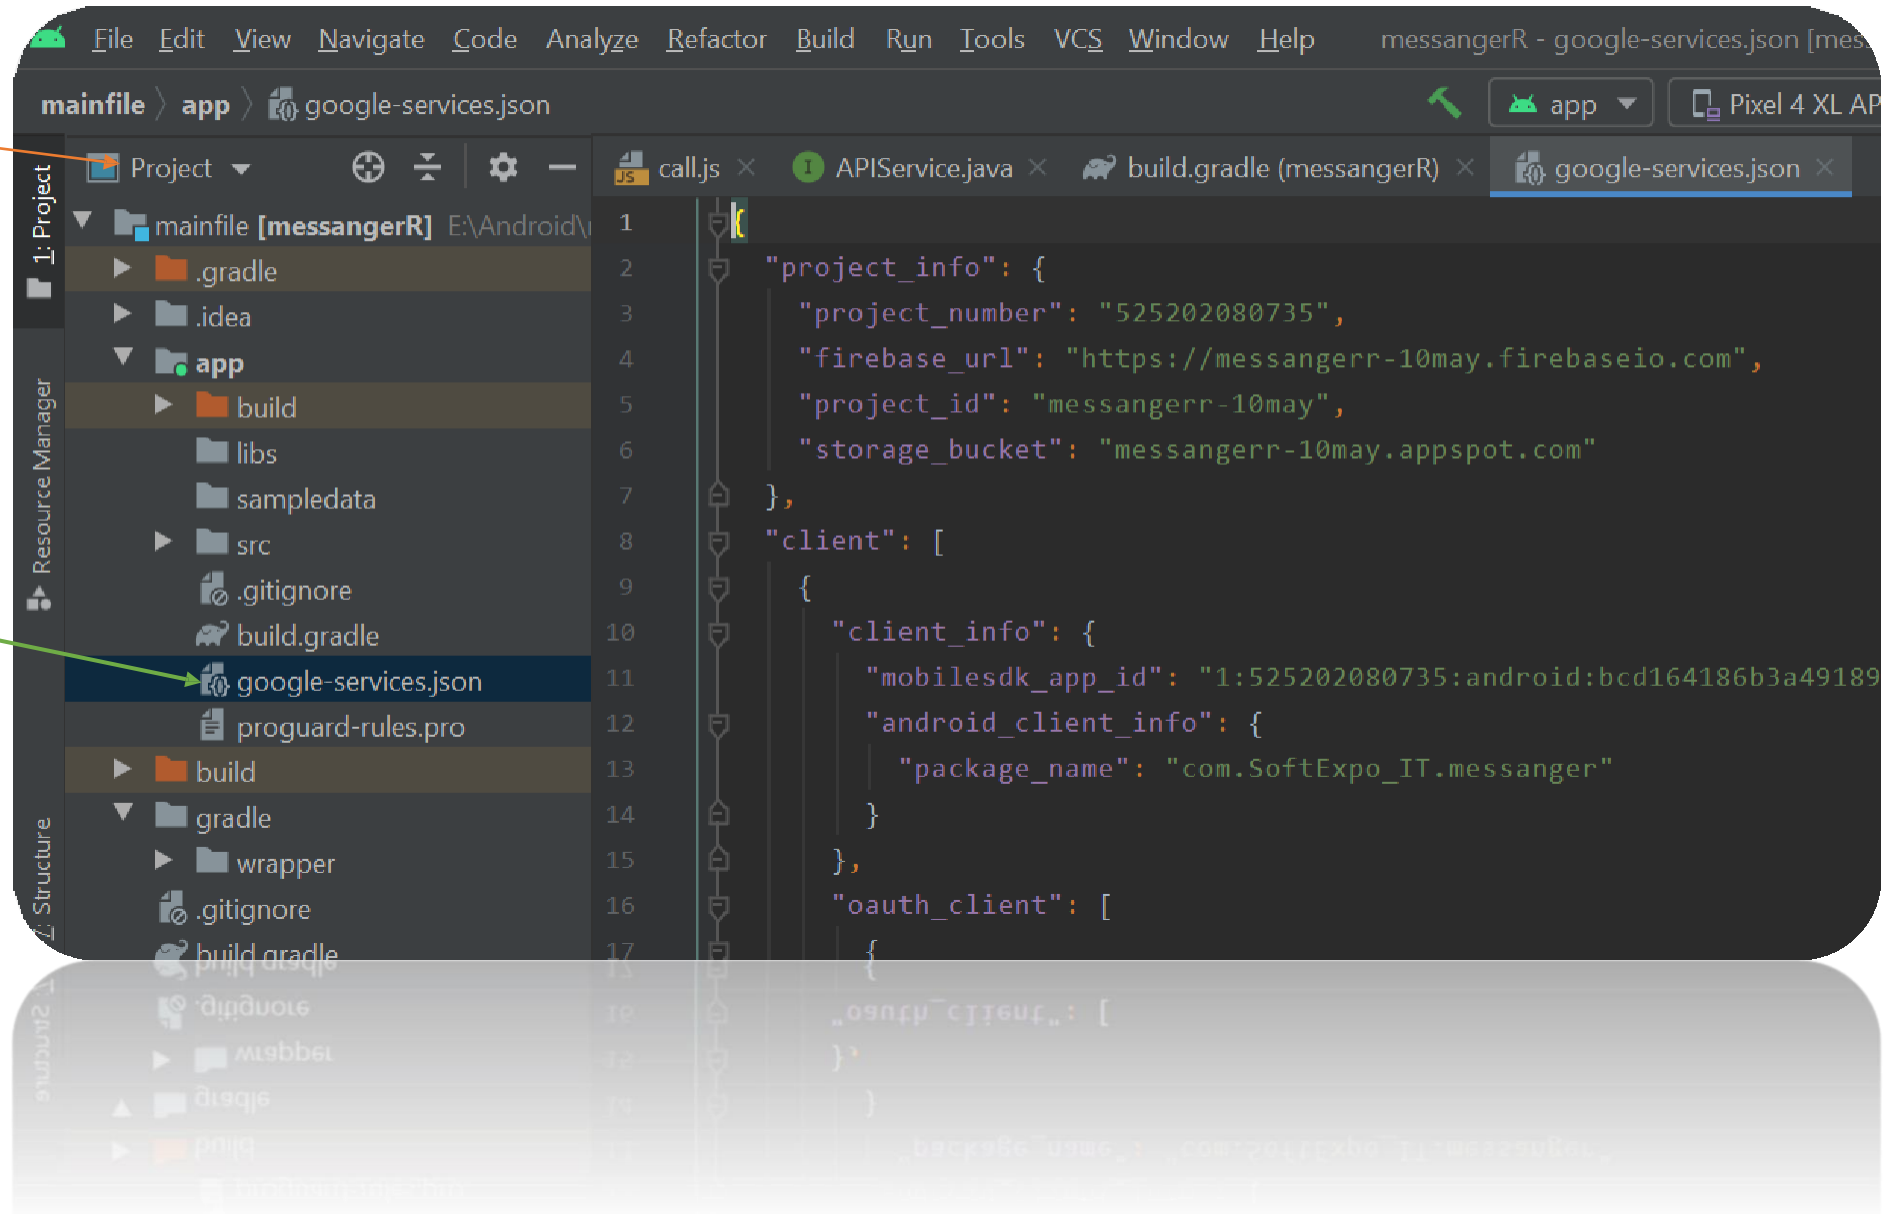 File Edit View Navigate Code Analyze Refactor Build Run Tools VCS Window Help messangerR - google-services.json [mes
mainfile app google-services.json app Pixel 4 XL AP
Project
call.js APIService.java build.gradle (messangerR) google-services.json
1: Project
Resource Manager
7: Structure
mainfile [messangerR] E:\Android\
.gradle
.idea
app
build
libs
sampledata
src
.gitignore
build.gradle
google-services.json
proguard-rules.pro
build
gradle
wrapper
.gitignore
build.gradle
1 {
2 "project_info": {
3 "project_number": "525202080735",
4 "firebase_url": "https://messangerr-10may.firebaseio.com",
5 "project_id": "messangerr-10may",
6 "storage_bucket": "messangerr-10may.appspot.com"
7 },
8 "client": [
9 {
10 "client_info": {
11 "mobilesdk_app_id": "1:525202080735:android:bcd164186b3a49189
12 "android_client_info": {
13 "package_name": "com.SoftExpo_IT.messanger"
14 }
15 },
16 "oauth_client": [
17 {